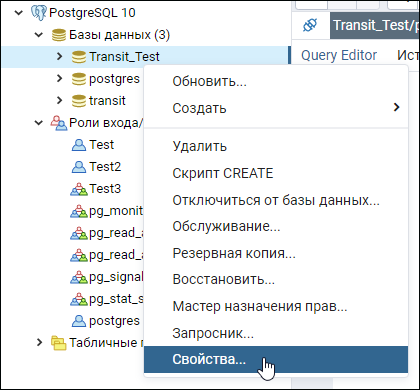 PostgreSQL 10
Базы данных (3)
Transit_Test
postgres
transit
Роли входа/
Test
Test2
Test3
pg_monit
pg_read_a
pg_read_a
pg_signal
pg_stat_s
postgres
Табличные п
Transit_Test/p
Query Editor Ист
Обновить...
Создать
Удалить
Скрипт CREATE
Отключиться от базы данных...
Обслуживание...
Резервная копия...
Восстановить...
Мастер назначения прав...
Запросник...
Свойства...